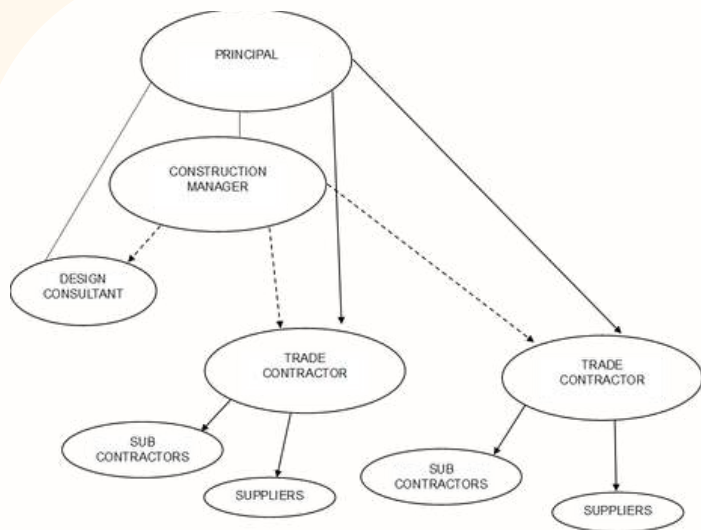 PRINCIPAL
CONSTRUCTION
MANAGER
DESIGN
CONSULTANT
TRADE
CONTRACTOR
TRADE
CONTRACTOR
SUB
CONTRACTORS
SUPPLIERS
SUB
CONTRACTORS
SUPPLIERS